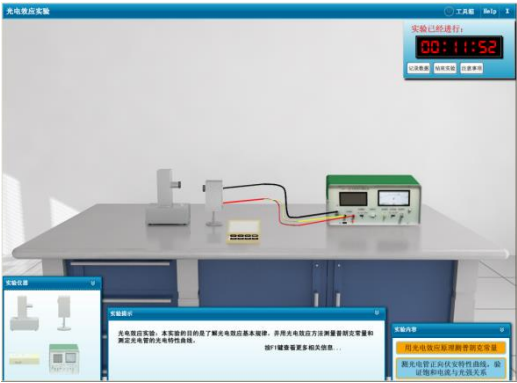 光电效应实验
工具箱 Help X
实验已经进行:
00:11:52
记录数据 结束实验 注意事项
实验仪器
实验提示
光电效应实验: 本实验的目的是了解光电效应基本规律, 并用光电效应方法测量普朗克常量和
测定光电管的光电特性曲线。
按F1键查看更多相关信息...
实验内容
用光电效应原理测普朗克常量
测光电管正向伏安特性曲线, 验
证饱和电流与光强关系